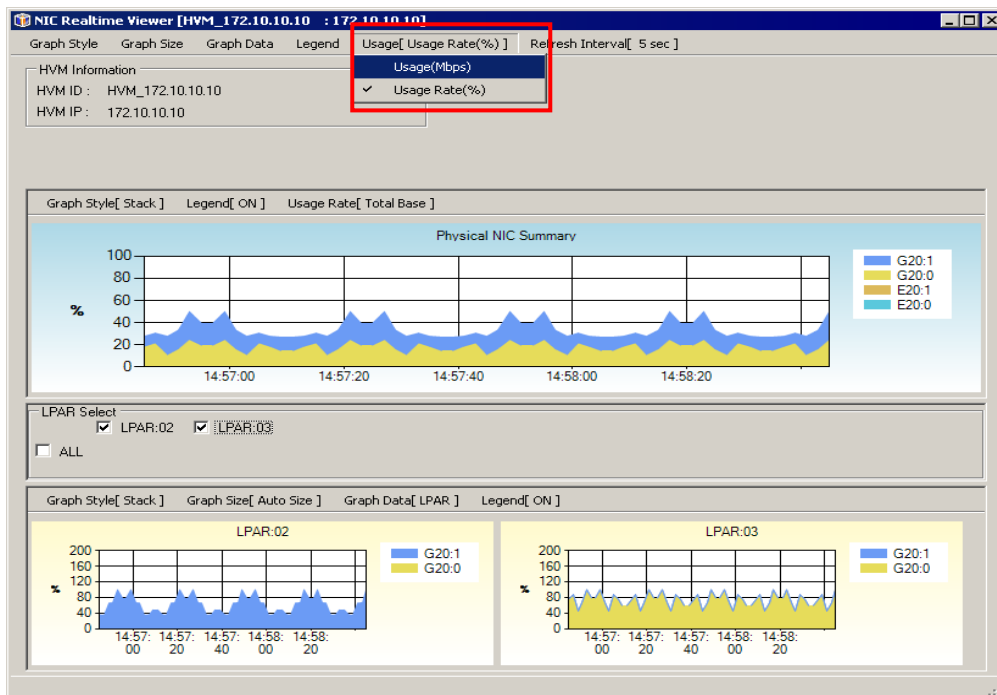 NIC Realtime Viewer [HVM_172.10.10.10 : 172.10.10.10]
Graph Style Graph Size Graph Data Legend Usage[ Usage Rate(%) ] Refresh Interval[ 5 sec ]
Usage(Mbps)
✓ Usage Rate(%)
HVM Information
HVM ID : HVM_172.10.10.10
HVM IP : 172.10.10.10
Graph Style[ Stack ] Legend[ ON ] Usage Rate[ Total Base ]
Physical NIC Summary
100
80
60
%
40
20
0
14:57:00 14:57:20 14:57:40 14:58:00 14:58:20
G20:1
G20:0
E20:1
E20:0
LPAR Select
LPAR:02 LPAR:03
ALL
Graph Style[ Stack ] Graph Size[ Auto Size ] Graph Data[ LPAR ] Legend[ ON ]
LPAR:02
200
160
120
%
80
40
0
14:57: 14:57: 14:57: 14:58: 14:58:
00 20 40 00 20
G20:1
G20:0
LPAR:03
200
160
120
%
80
40
0
14:57: 14:57: 14:57: 14:58: 14:58:
00 20 40 00 20
G20:1
G20:0